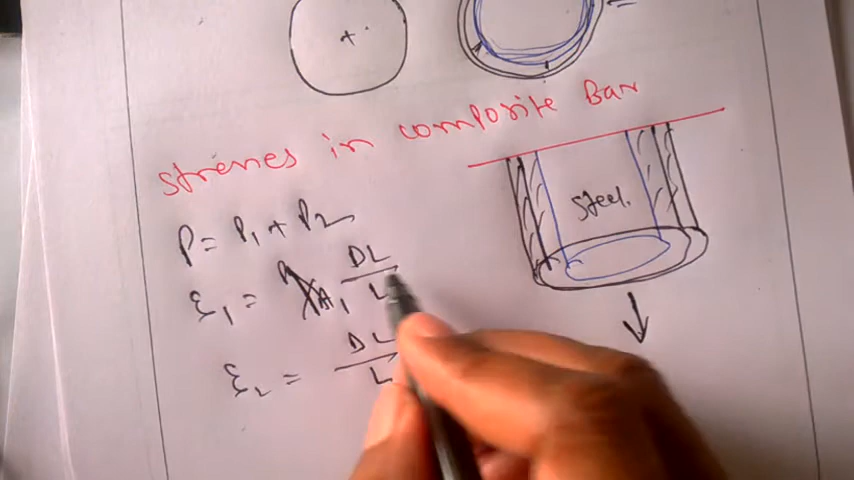 stresses in composite Bar
steel.
P = P₁ + P₂
ε₁ = DL/L
ε₂ = DL/L